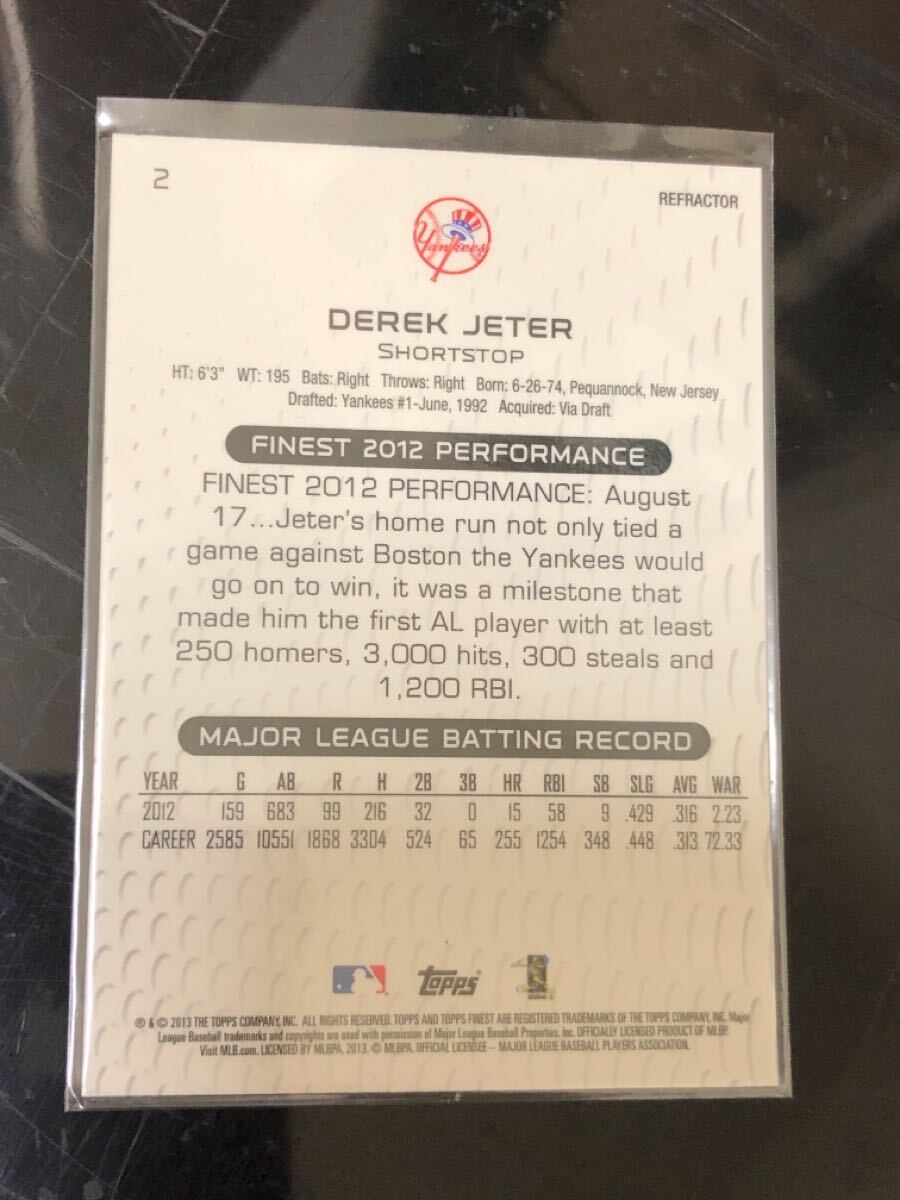 2
REFRACTOR
Yankees
DEREK JETER
SHORTSTOP
HT: 6'3" WT: 195 Bats: Right Throws: Right Born: 6-26-74, Pequannock, New Jersey
Drafted: Yankees #1-June, 1992 Acquired: Via Draft
FINEST 2012 PERFORMANCE
FINEST 2012 PERFORMANCE: August
17...Jeter's home run not only tied a
game against Boston the Yankees would
go on to win, it was a milestone that
made him the first AL player with at least
250 homers, 3,000 hits, 300 steals and
1,200 RBI.
MAJOR LEAGUE BATTING RECORD
YEAR G AB R H 2B 3B HR RBI SB SLG AVG WAR
2012 159 683 99 216 32 0 15 58 9 .429 .316 2.23
CAREER 2585 10551 1868 3304 524 65 255 1254 348 .448 .313 72.33
Topps
® & © 2013 THE TOPPS COMPANY, INC. ALL RIGHTS RESERVED. TOPPS AND TOPPS FINEST ARE REGISTERED TRADEMARKS OF THE TOPPS COMPANY, INC. Major
League Baseball trademarks and copyrights are used with permission of Major League Baseball Properties, Inc. OFFICIALLY LICENSED PRODUCT OF MLBP.
Visit MLB.com. LICENSED BY MLBPA, 2013. © MLBPA. OFFICIAL LICENSEE – MAJOR LEAGUE BASEBALL PLAYERS ASSOCIATION.